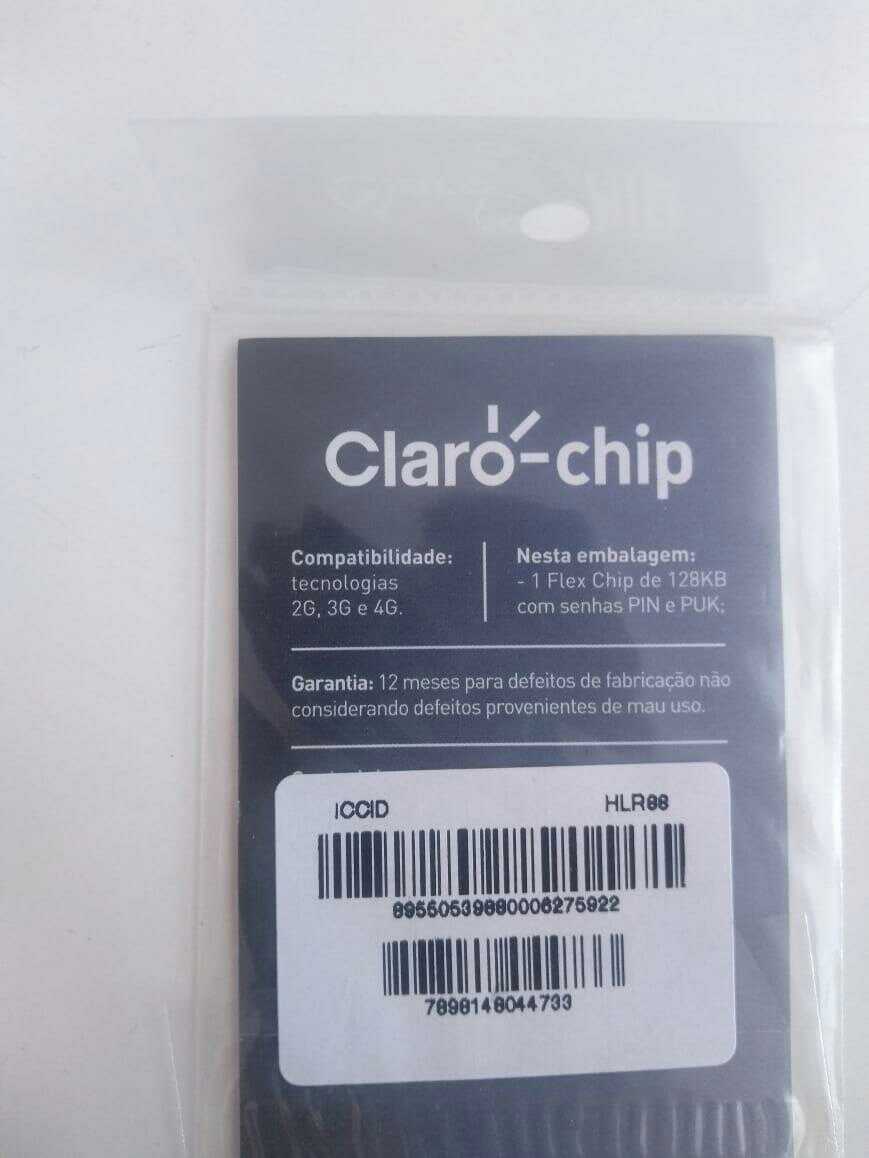 Claro-chip
Compatibilidade:
tecnologias
2G, 3G e 4G.
Nesta embalagem:
- 1 Flex Chip de 128KB
com senhas PIN e PUK;
Garantia: 12 meses para defeitos de fabricação não
considerando defeitos provenientes de mau uso.
ICCID
HLR88
7898148044733